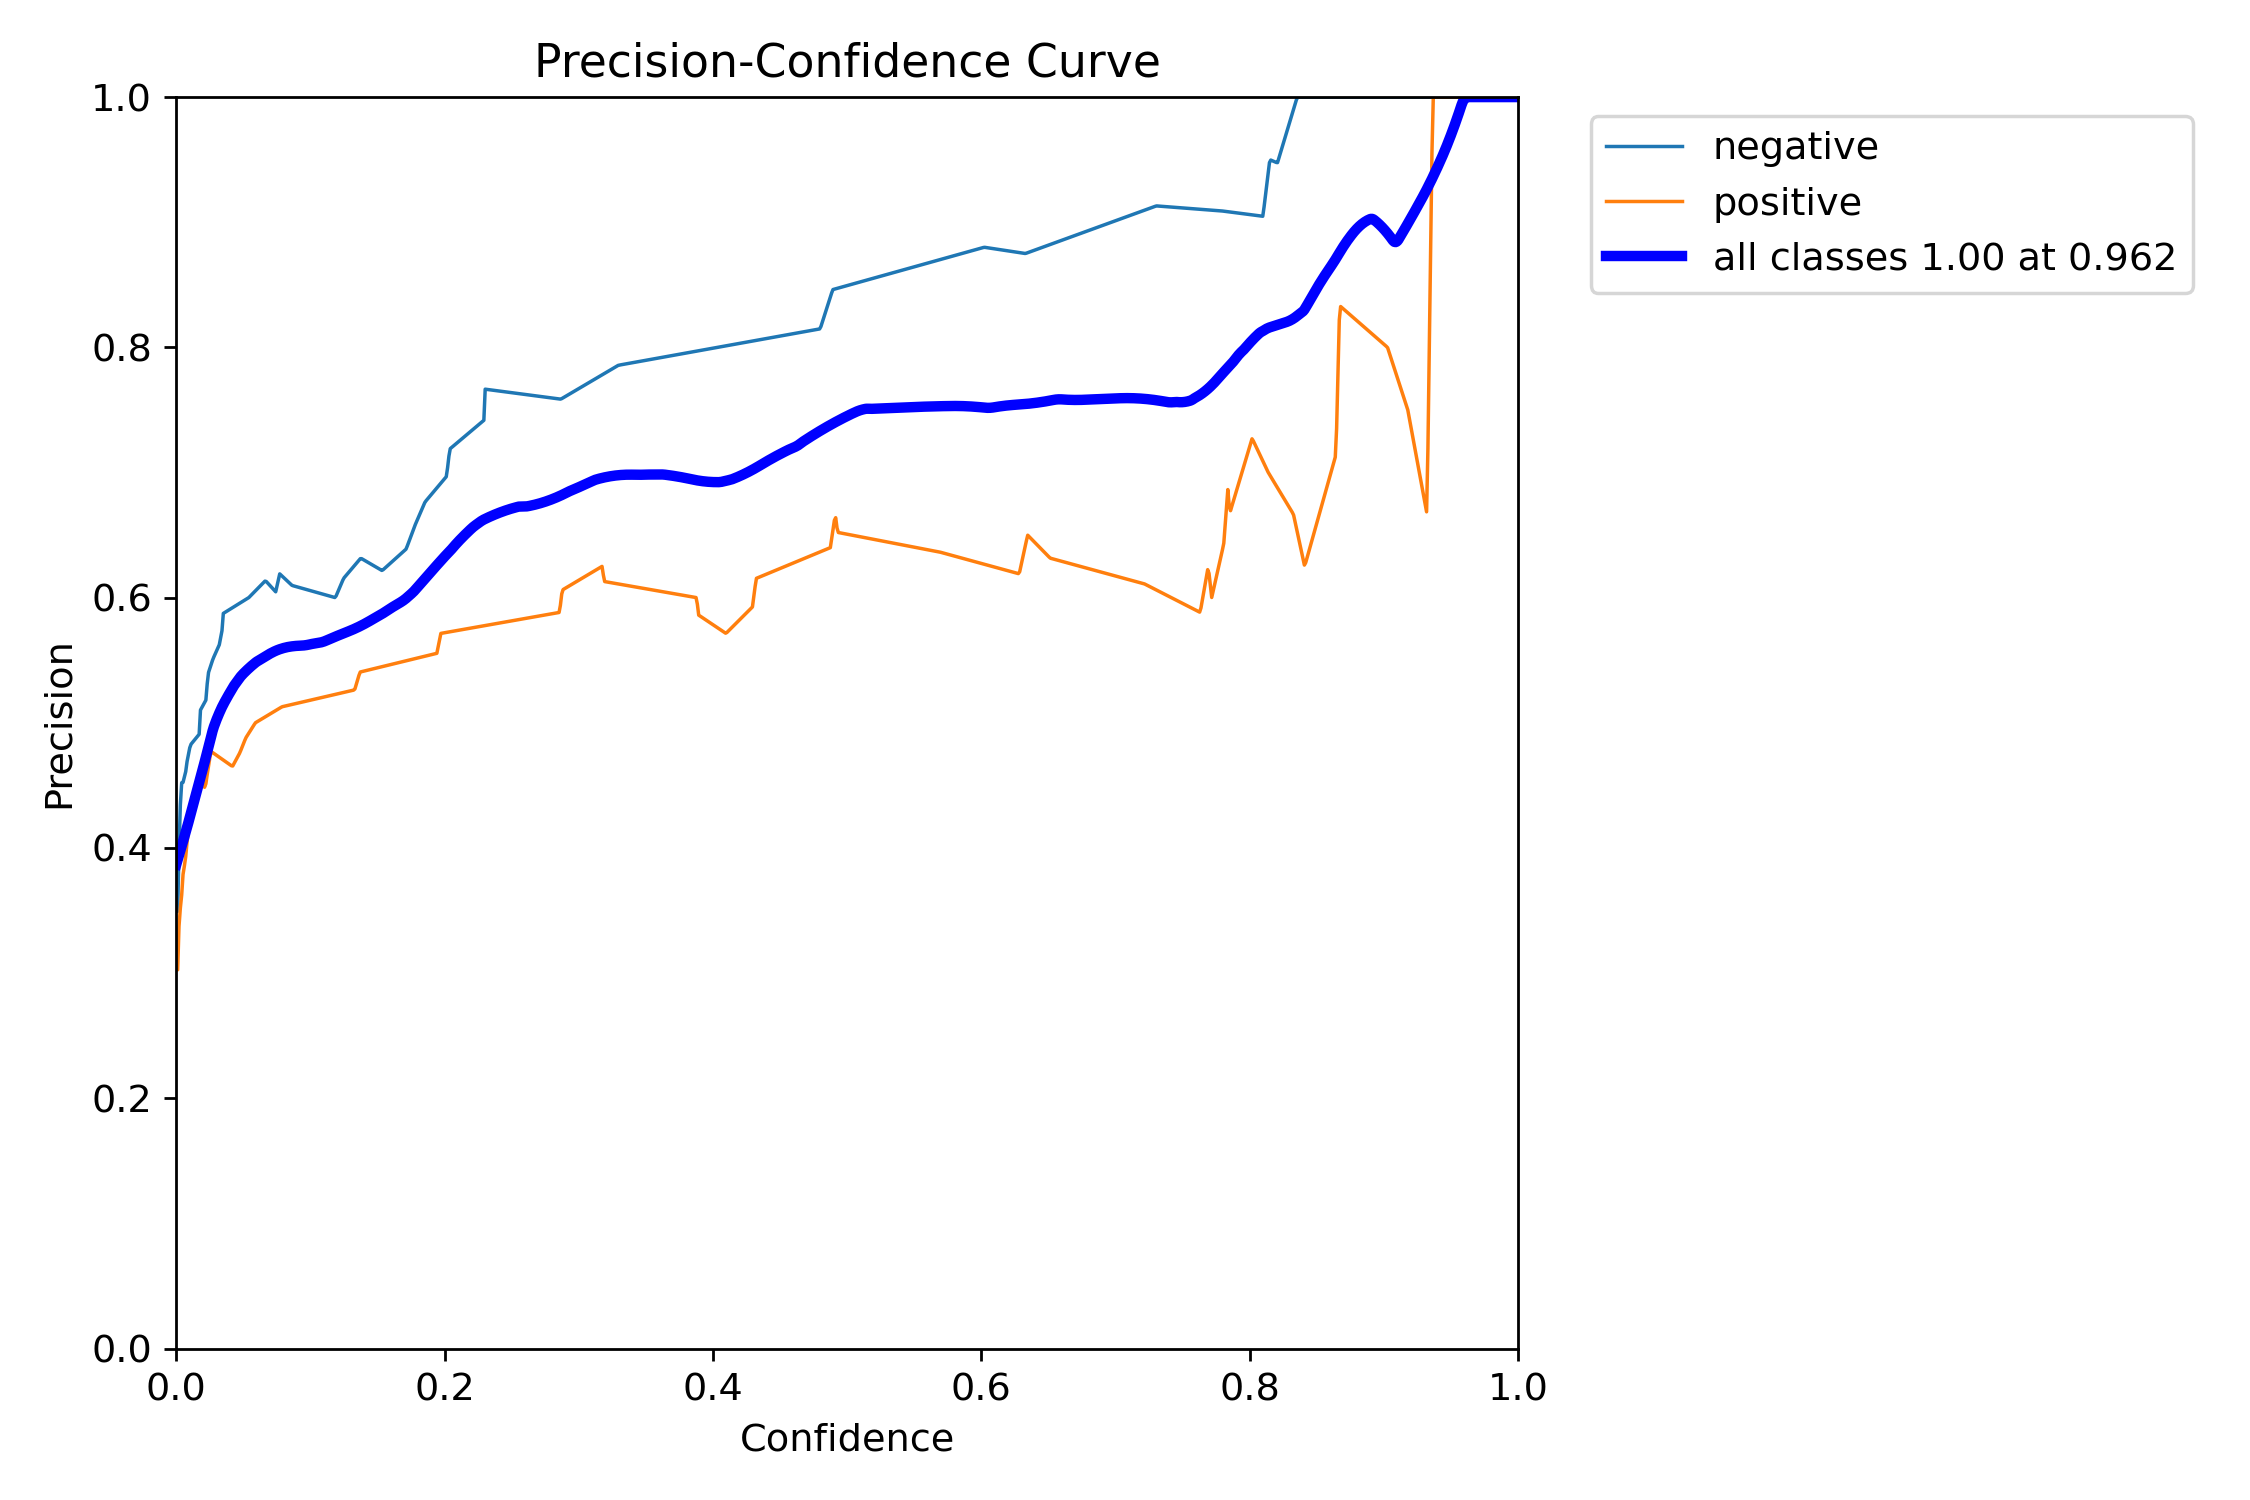 Precision-Confidence Curve
negative
positive
all classes 1.00 at 0.962
Precision
1.0
0.8
0.6
0.4
0.2
0.0
0.0 0.2 0.4 0.6 0.8 1.0
Confidence